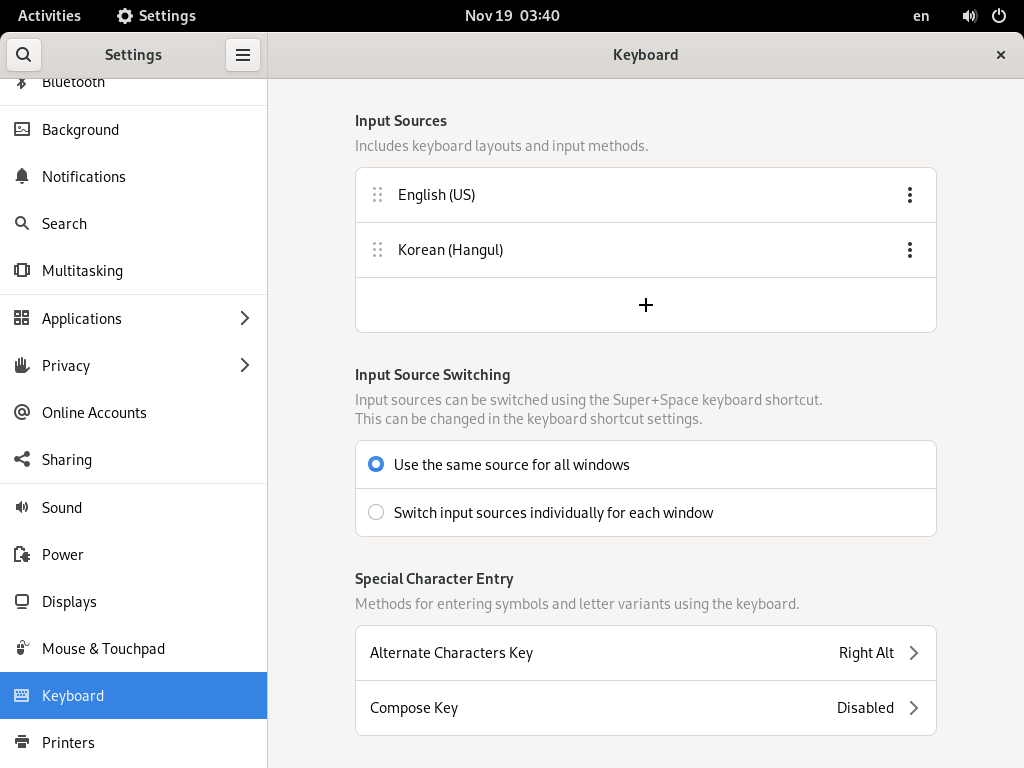 Activities
Settings
Nov 19 03:40
en
Settings
Keyboard
Bluetooth
Background
Notifications
Search
Multitasking
Applications
Privacy
Online Accounts
Sharing
Sound
Power
Displays
Mouse & Touchpad
Keyboard
Printers
Input Sources
Includes keyboard layouts and input methods.
English (US)
Korean (Hangul)
Input Source Switching
Input sources can be switched using the Super+Space keyboard shortcut.
This can be changed in the keyboard shortcut settings.
Use the same source for all windows
Switch input sources individually for each window
Special Character Entry
Methods for entering symbols and letter variants using the keyboard.
Alternate Characters Key
Right Alt
Compose Key
Disabled